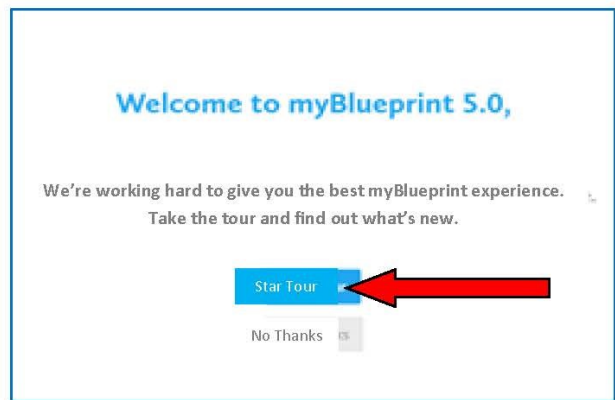 Welcome to myBlueprint 5.0,
We're working hard to give you the best myBlueprint experience.
Take the tour and find out what's new.
Star Tour
No Thanks